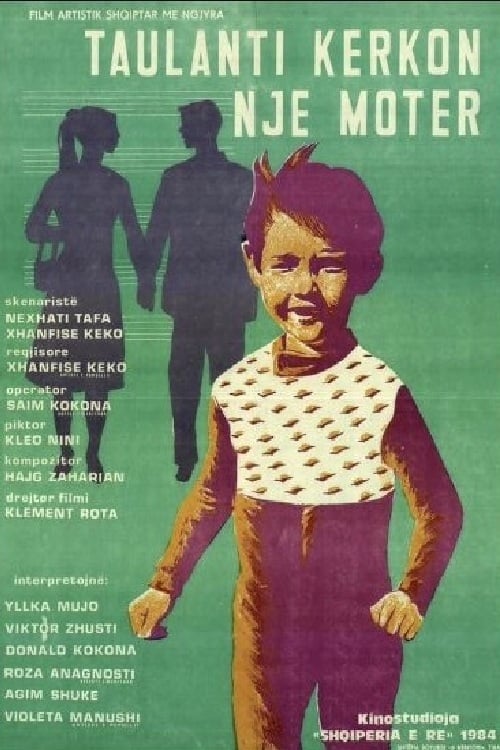 FILM ARTISTIK SHQIPTAR ME NGJYRA
TAULANTI KERKON
NJE MOTER
skenaristë
NEXHATI TAFA
XHANFISE KEKO
regjisore
XHANFISE KEKO
operator
SAIM KOKONA
piktor
KLEO NINI
kompozitor
HAJG ZAHARIAN
drejtor filmi
KLEMENT ROTA
interpretojnë:
YLLKA MUJO
VIKTOR ZHUSTI
DONALD KOKONA
ROZA ANAGNOSTI
AGIM SHUKE
VIOLETA MANUSHI
Kinostudioja
"SHQIPERIA E RE" 1984